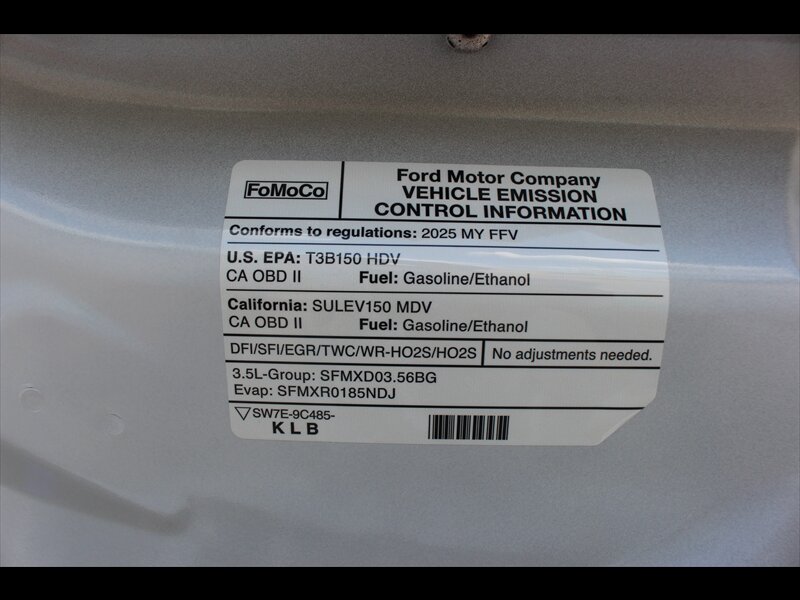 FoMoCo
Ford Motor Company
VEHICLE EMISSION
CONTROL INFORMATION
Conforms to regulations: 2025 MY FFV
U.S. EPA: T3B150 HDV
CA OBD II Fuel: Gasoline/Ethanol
California: SULEV150 MDV
CA OBD II Fuel: Gasoline/Ethanol
DFI/SFI/EGR/TWC/WR-HO2S/HO2S No adjustments needed.
3.5L-Group: SFMXD03.56BG
Evap: SFMXR0185NDJ
SW7E-9C485-
K L B